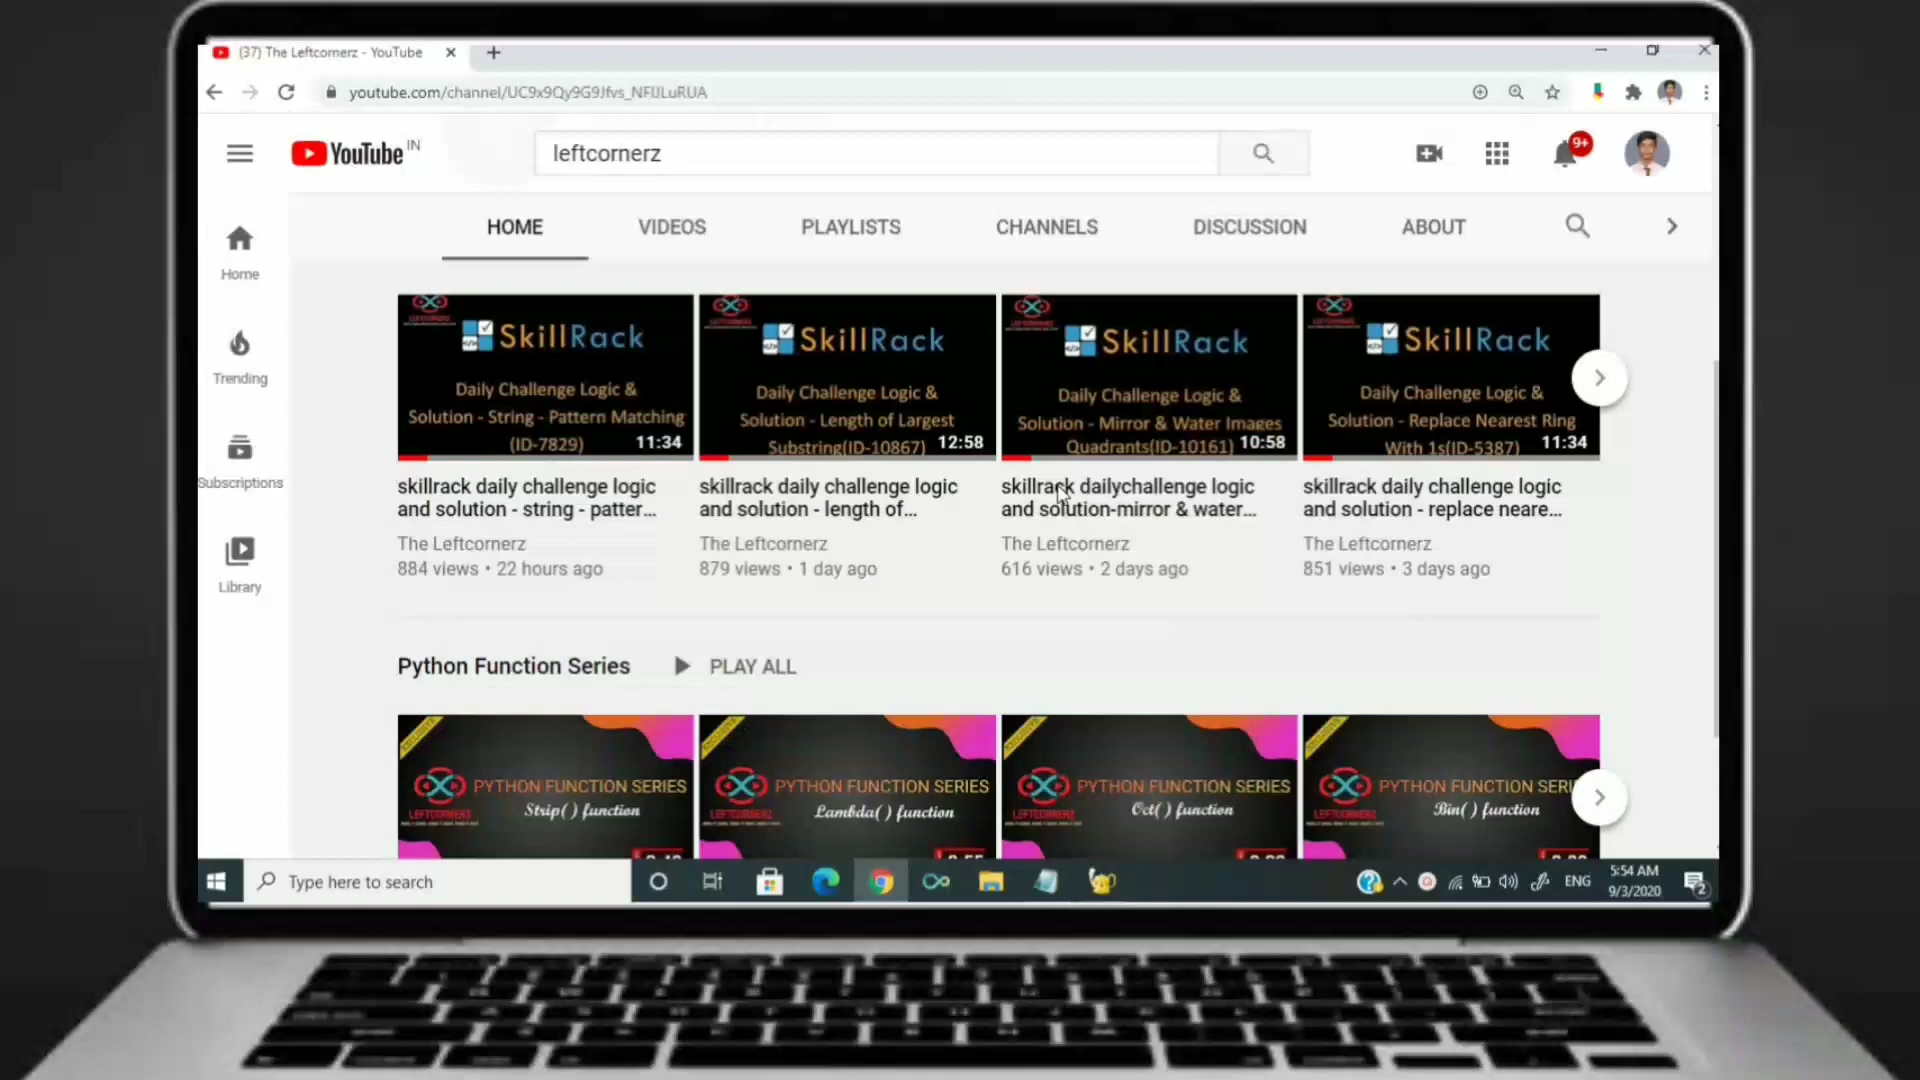 (37) The Leftcornerz - YouTube
youtube.com/channel/UC9x9Qy9G9Jfvs_NFIJLuRUA
YouTube IN
leftcornerz
9+
HOME VIDEOS PLAYLISTS CHANNELS DISCUSSION ABOUT
Home
Trending
Subscriptions
Library
SkillRack
Daily Challenge Logic &
Solution - String - Pattern Matching
(ID-7829)
11:34
SkillRack
Daily Challenge Logic &
Solution - Length of Largest
Substring(ID-10867)
12:58
SkillRack
Daily Challenge Logic &
Solution - Mirror & Water Images
Quadrants(ID-10161)
10:58
SkillRack
Daily Challenge Logic &
Solution - Replace Nearest Ring
With 1s(ID-5387)
11:34
skillrack daily challenge logic
and solution - string - patter...
The Leftcornerz
884 views • 22 hours ago
skillrack daily challenge logic
and solution - length of...
The Leftcornerz
879 views • 1 day ago
skillrack dailychallenge logic
and solution-mirror & water...
The Leftcornerz
616 views • 2 days ago
skillrack daily challenge logic
and solution - replace neare...
The Leftcornerz
851 views • 3 days ago
Python Function Series PLAY ALL
PYTHON FUNCTION SERIES
Strip( ) function
LEFTCORNERZ
PYTHON FUNCTION SERIES
Lambda( ) function
LEFTCORNERZ
PYTHON FUNCTION SERIES
Oct( ) function
LEFTCORNERZ
PYTHON FUNCTION SERI
Bin( ) function
LEFTCORNERZ
Type here to search
ENG
5:54 AM
9/3/2020
2